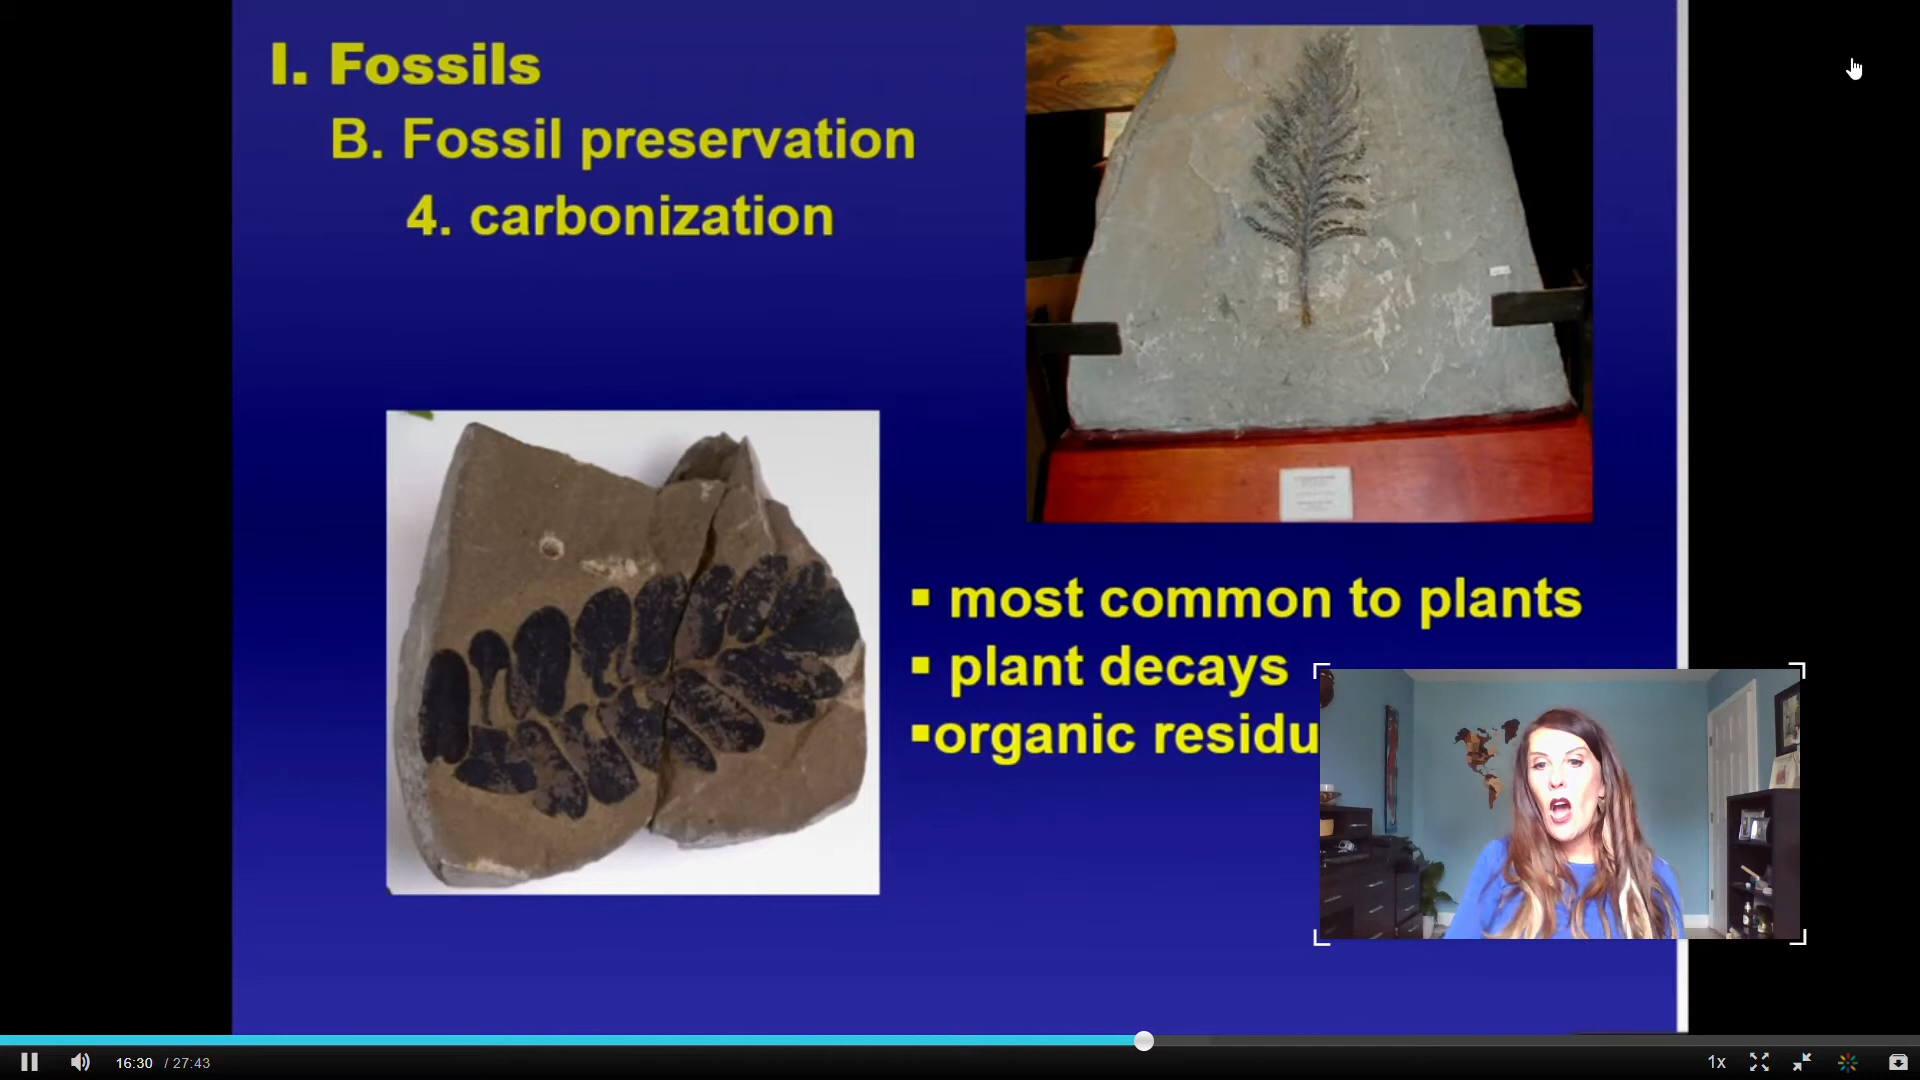 I. Fossils
B. Fossil preservation
4. carbonization
▪ most common to plants
▪ plant decays
▪organic residu
16:30 / 27:43
1x